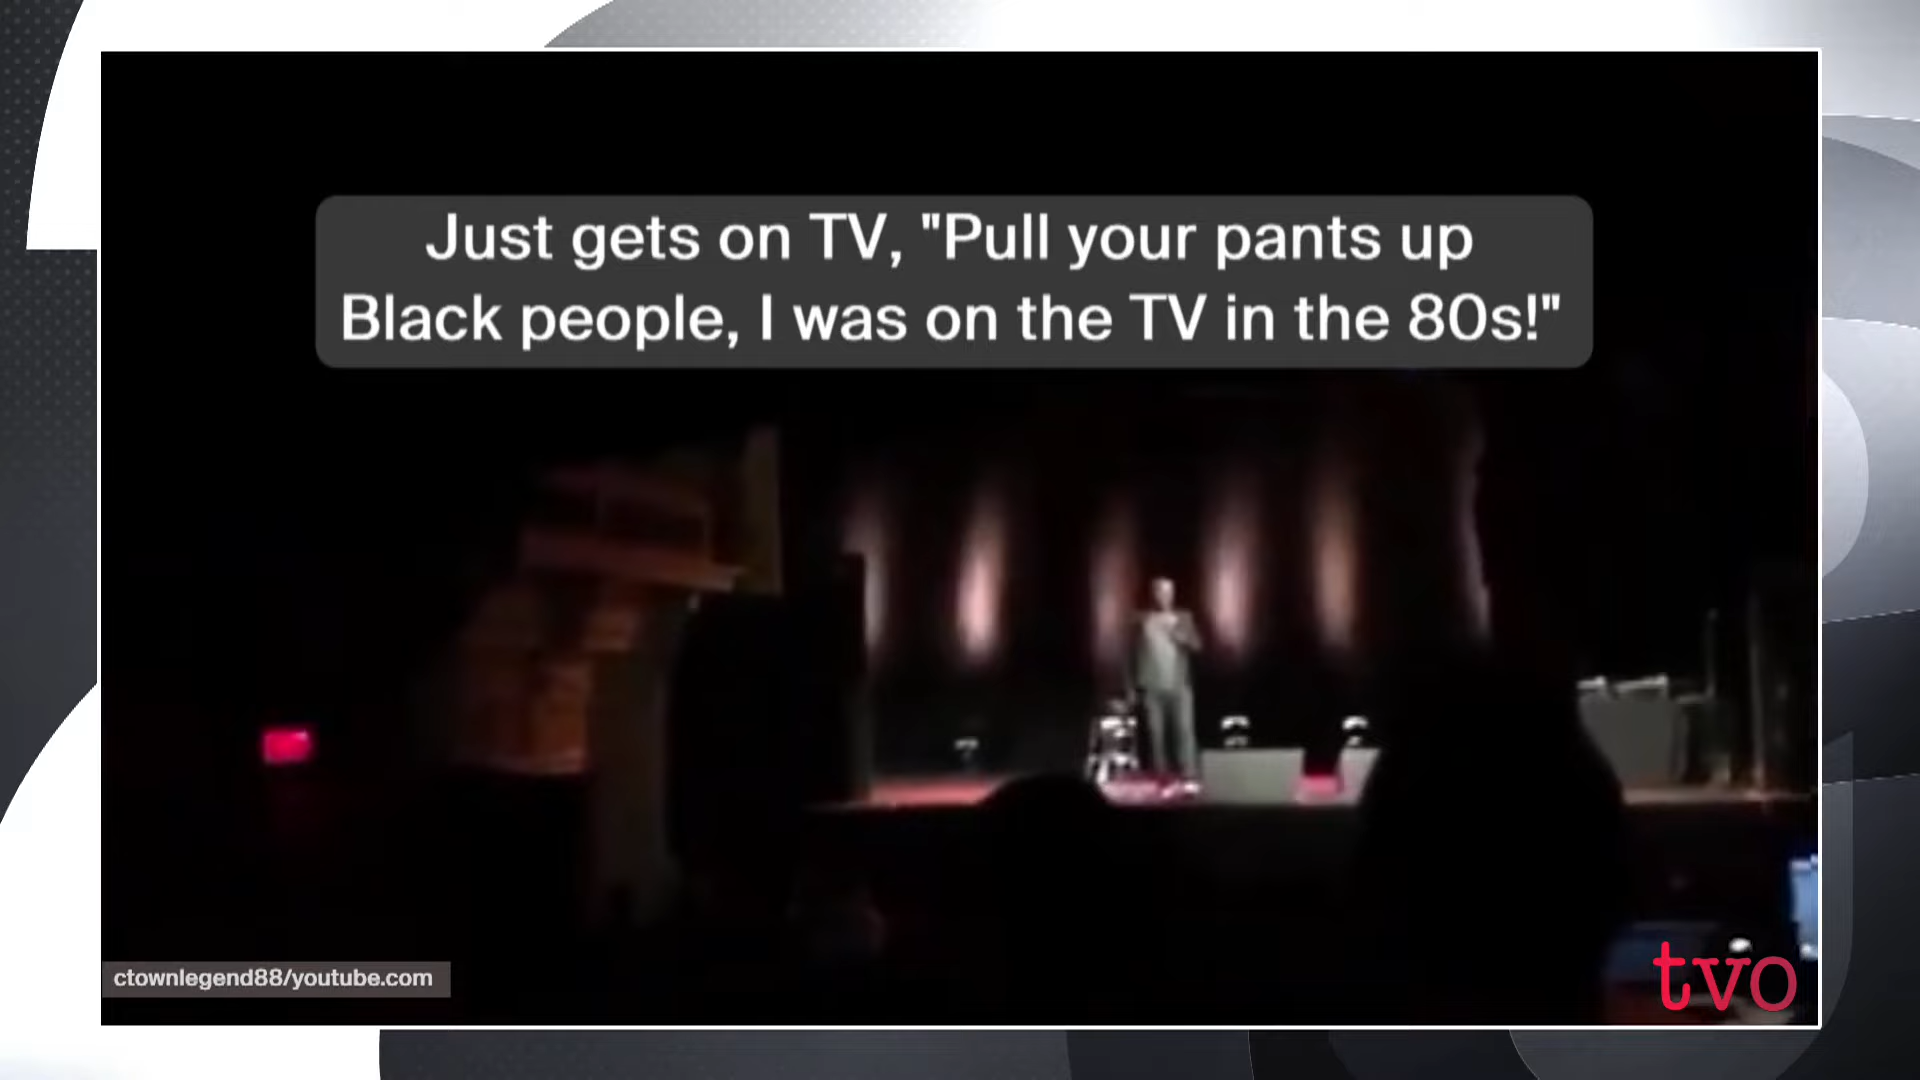 Just gets on TV, "Pull your pants up
Black people, I was on the TV in the 80s!"
ctownlegend88/youtube.com
tvo